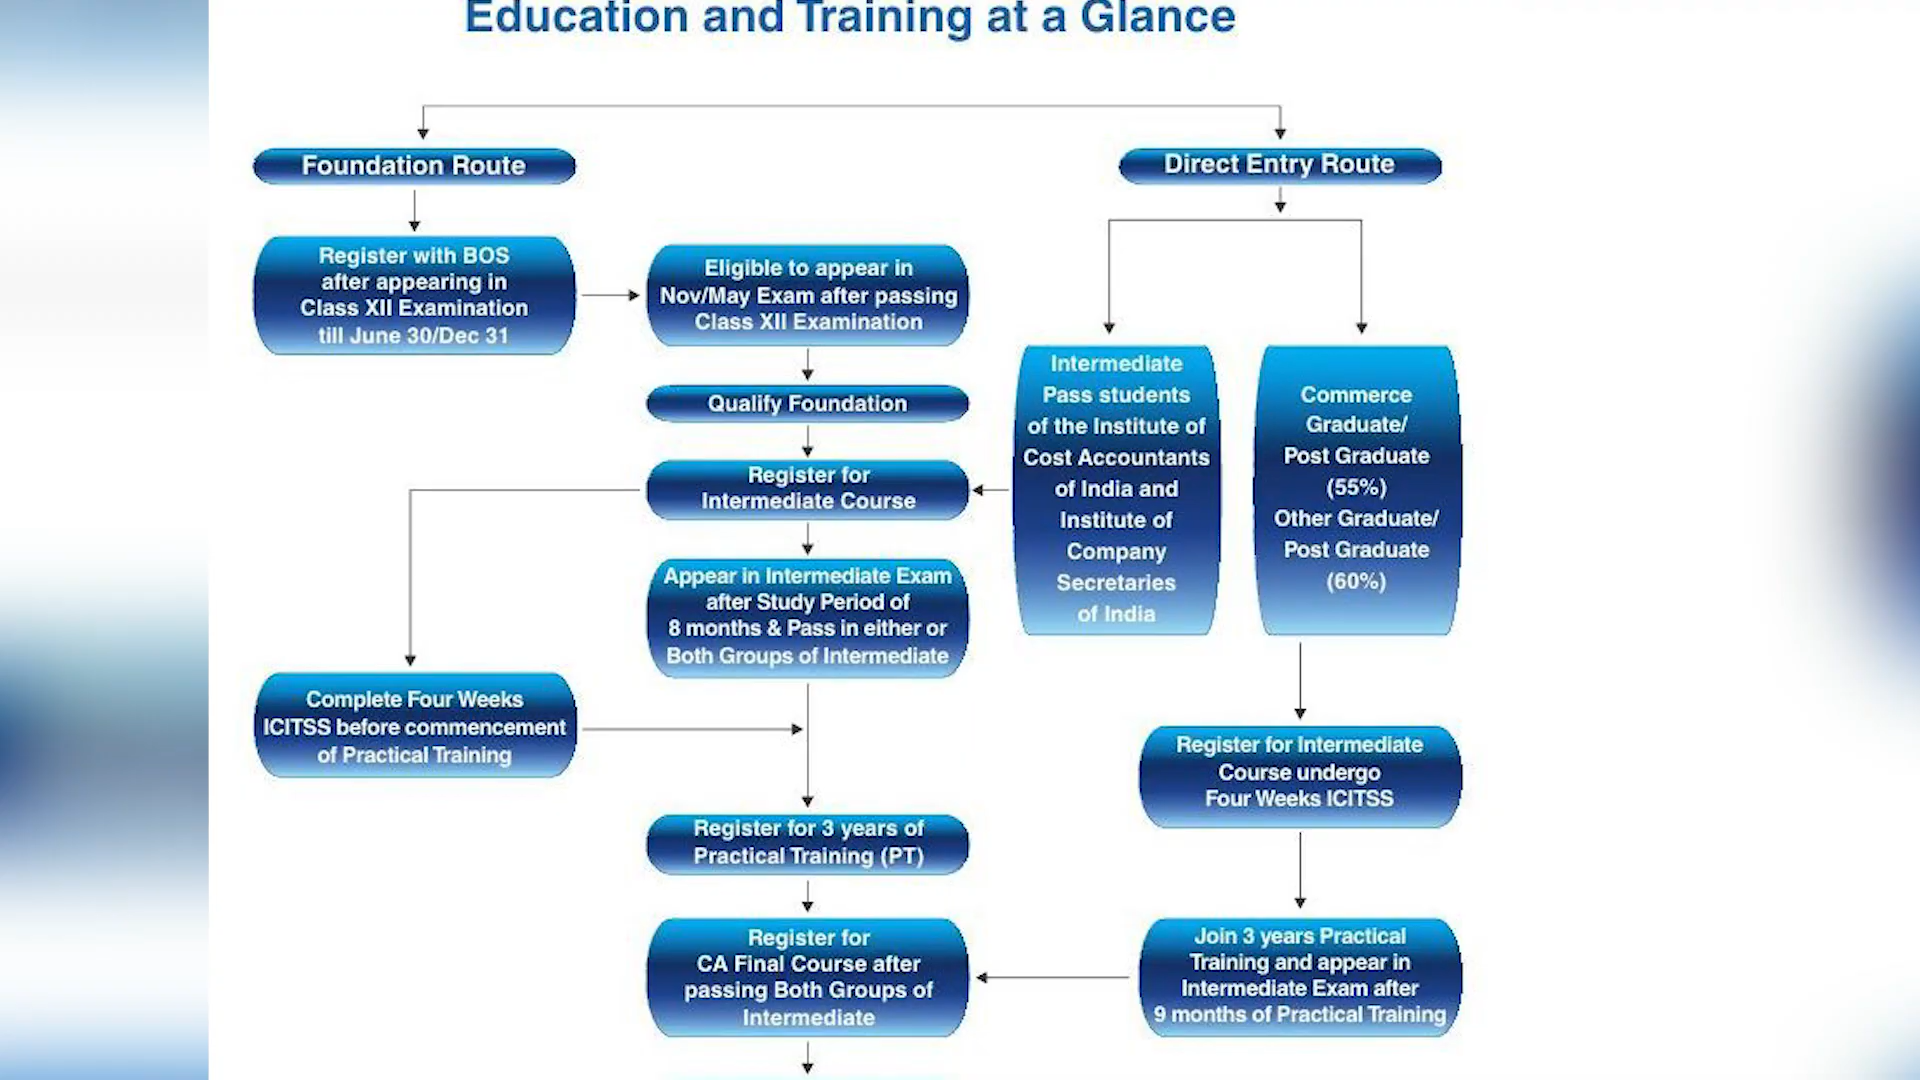 Education and Training at a Glance
Foundation Route
Direct Entry Route
Register with BOS
after appearing in
Class XII Examination
till June 30/Dec 31
Eligible to appear in
Nov/May Exam after passing
Class XII Examination
Qualify Foundation
Register for
Intermediate Course
Intermediate
Pass students
of the Institute of
Cost Accountants
of India and
Institute of
Company
Secretaries
of India
Commerce
Graduate/
Post Graduate
(55%)
Other Graduate/
Post Graduate
(60%)
Appear in Intermediate Exam
after Study Period of
8 months & Pass in either or
Both Groups of Intermediate
Complete Four Weeks
ICITSS before commencement
of Practical Training
Register for Intermediate
Course undergo
Four Weeks ICITSS
Register for 3 years of
Practical Training (PT)
Register for
CA Final Course after
passing Both Groups of
Intermediate
Join 3 years Practical
Training and appear in
Intermediate Exam after
9 months of Practical Training